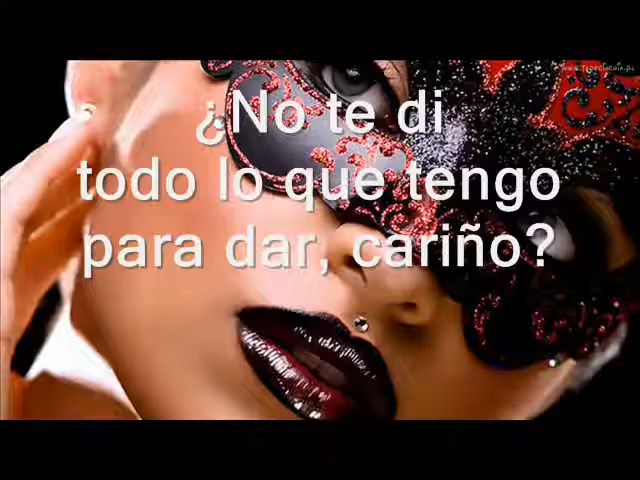 ¿No te di
todo lo que tengo
para dar, cariño?